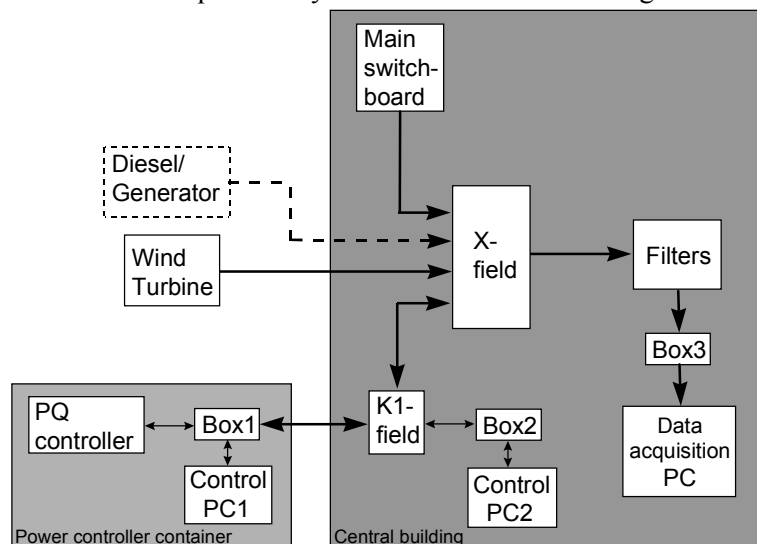 Main
switch-
board
Diesel/
Generator
Wind
Turbine
X-
field
Filters
Box3
Data
acquisition
PC
PQ
controller
Box1
K1-
field
Box2
Control
PC1
Control
PC2
Power controller container
Central building